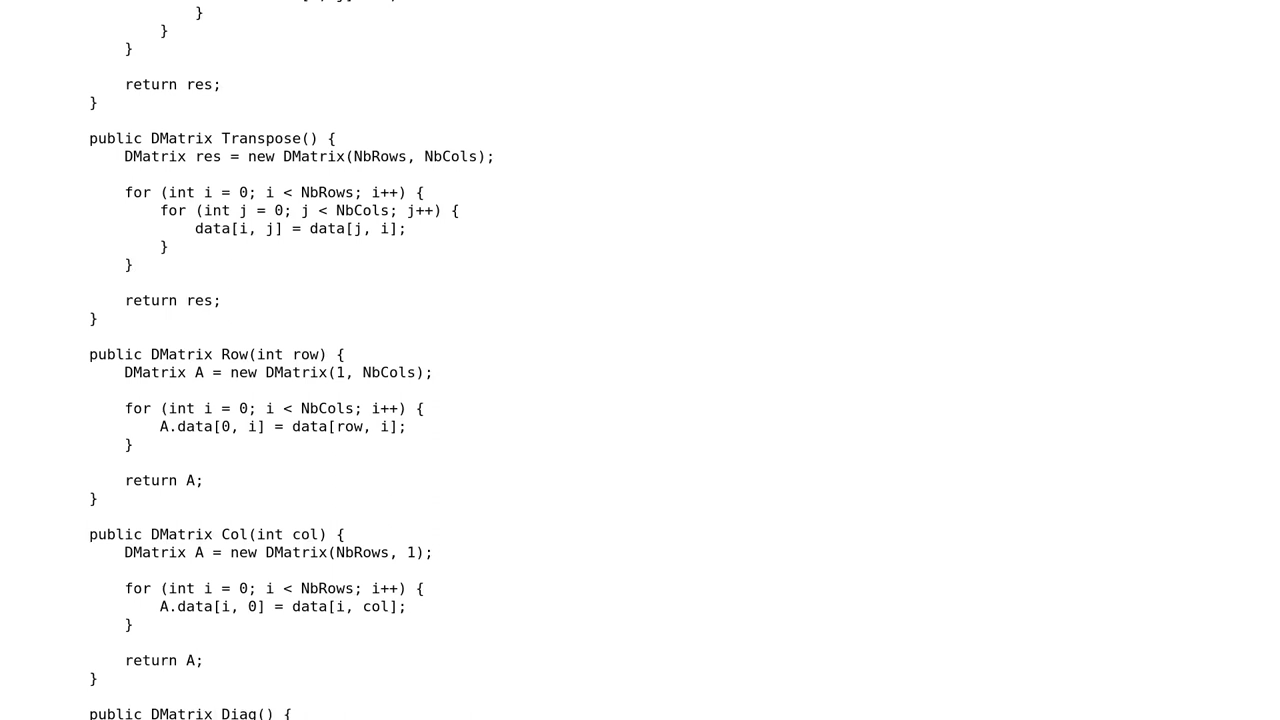 }
        }
    }

    return res;
}

public DMatrix Transpose() {
    DMatrix res = new DMatrix(NbRows, NbCols);

    for (int i = 0; i < NbRows; i++) {
        for (int j = 0; j < NbCols; j++) {
            data[i, j] = data[j, i];
        }
    }

    return res;
}

public DMatrix Row(int row) {
    DMatrix A = new DMatrix(1, NbCols);

    for (int i = 0; i < NbCols; i++) {
        A.data[0, i] = data[row, i];
    }

    return A;
}

public DMatrix Col(int col) {
    DMatrix A = new DMatrix(NbRows, 1);

    for (int i = 0; i < NbRows; i++) {
        A.data[i, 0] = data[i, col];
    }

    return A;
}

public DMatrix Diag() {